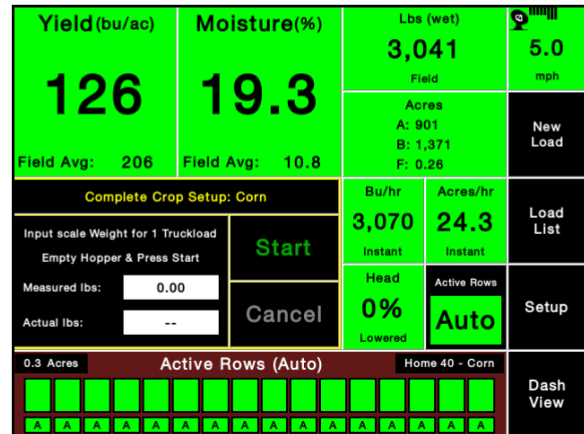 Yield (bu/ac)
126
Field Avg: 206
Moisture(%)
19.3
Field Avg: 10.8
Lbs (wet)
3,041
Field
5.0
mph
Acres
A: 901
B: 1,371
F: 0.26
New
Load
Complete Crop Setup: Corn
Input scale Weight for 1 Truckload
Empty Hopper & Press Start
Measured lbs: 0.00
Actual lbs: --
Start
Cancel
Bu/hr
3,070
Instant
Acres/hr
24.3
Instant
Load
List
Head
0%
Lowered
Active Rows
Auto
Setup
0.3 Acres
Active Rows (Auto)
Home 40 - Corn
A A A A A A A A A A A A A A A A
Dash
View